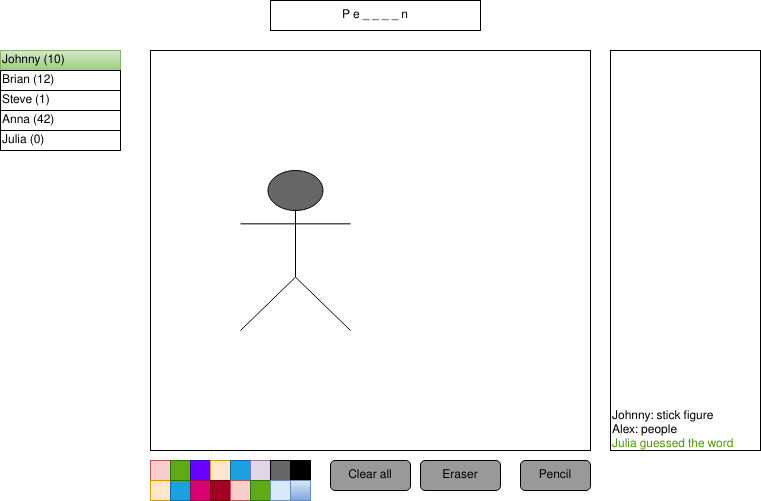 P e _ _ _ _ n
Johnny (10)
Brian (12)
Steve (1)
Anna (42)
Julia (0)
Johnny: stick figure
Alex: people
Julia guessed the word
Clear all
Eraser
Pencil